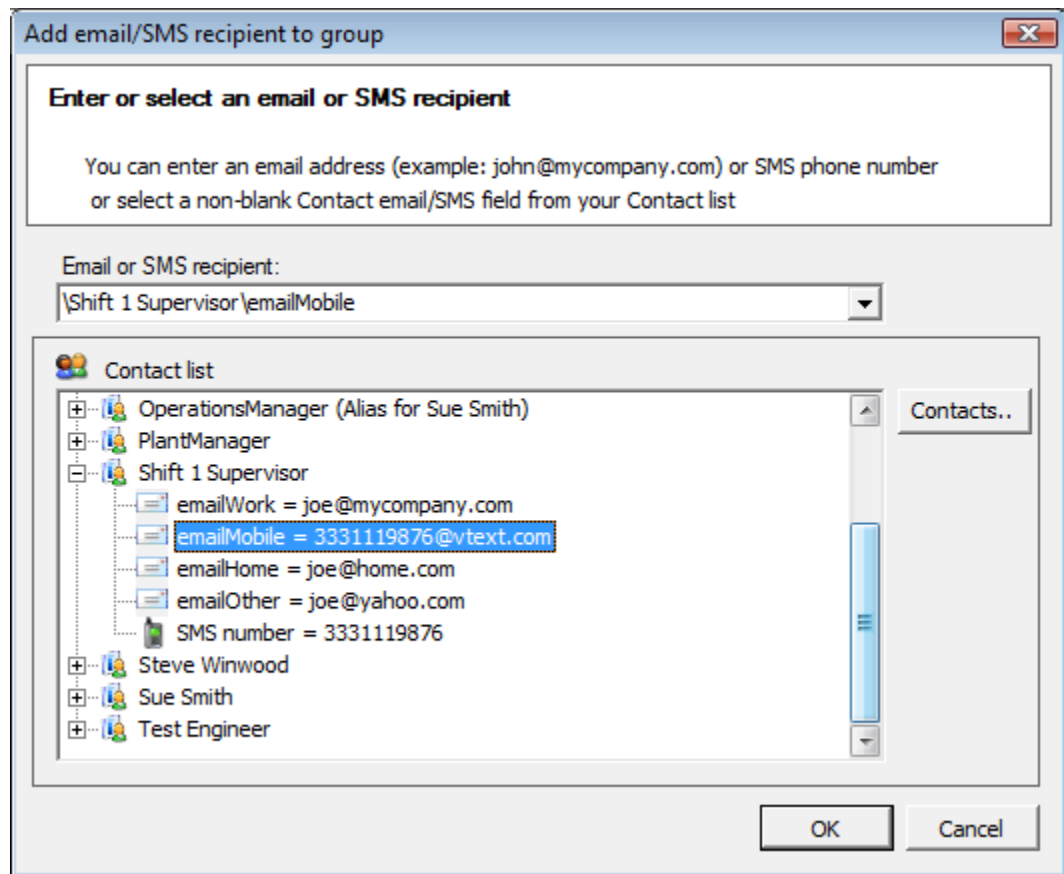 Add email/SMS recipient to group
Enter or select an email or SMS recipient
You can enter an email address (example: john@mycompany.com) or SMS phone number
or select a non-blank Contact email/SMS field from your Contact list
Email or SMS recipient:
\Shift 1 Supervisor\emailMobile
Contact list
OperationsManager (Alias for Sue Smith)
Contacts..
PlantManager
Shift 1 Supervisor
emailWork = joe@mycompany.com
emailMobile = 3331119876@vtext.com
emailHome = joe@home.com
emailOther = joe@yahoo.com
SMS number = 3331119876
Steve Winwood
Sue Smith
Test Engineer
OK
Cancel